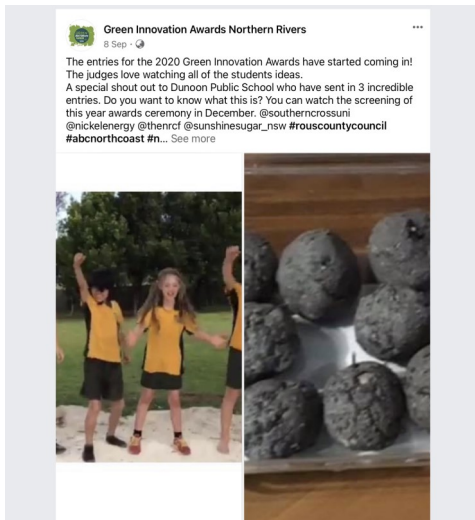 Green Innovation Awards Northern Rivers
8 Sep ·
The entries for the 2020 Green Innovation Awards have started coming in!
The judges love watching all of the students ideas.
A special shout out to Dunoon Public School who have sent in 3 incredible
entries. Do you want to know what this is? You can watch the screening of
this year awards ceremony in December. @southerncrossuni
@nickelenergy @thenrcf @sunshinesugar_nsw #rouscountycouncil
#abcnorthcoast #n... See more